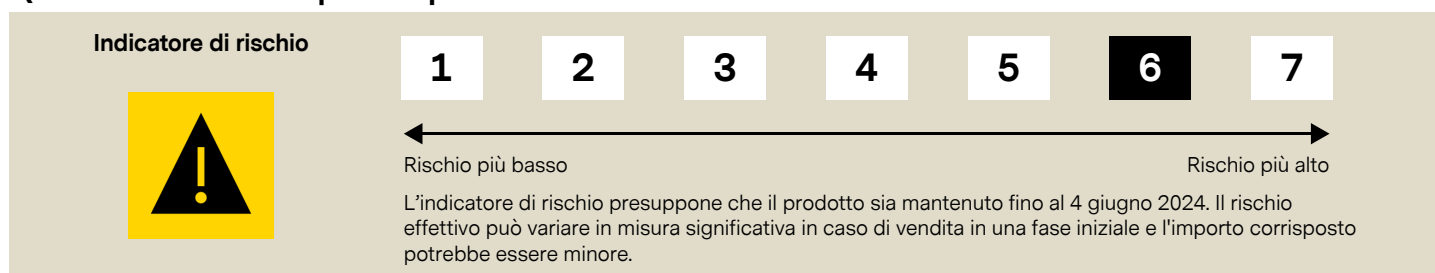 Indicatore di rischio
1 2 3 4 5 6 7
Rischio più basso Rischio più alto
L'indicatore di rischio presuppone che il prodotto sia mantenuto fino al 4 giugno 2024. Il rischio
effettivo può variare in misura significativa in caso di vendita in una fase iniziale e l'importo corrisposto
potrebbe essere minore.